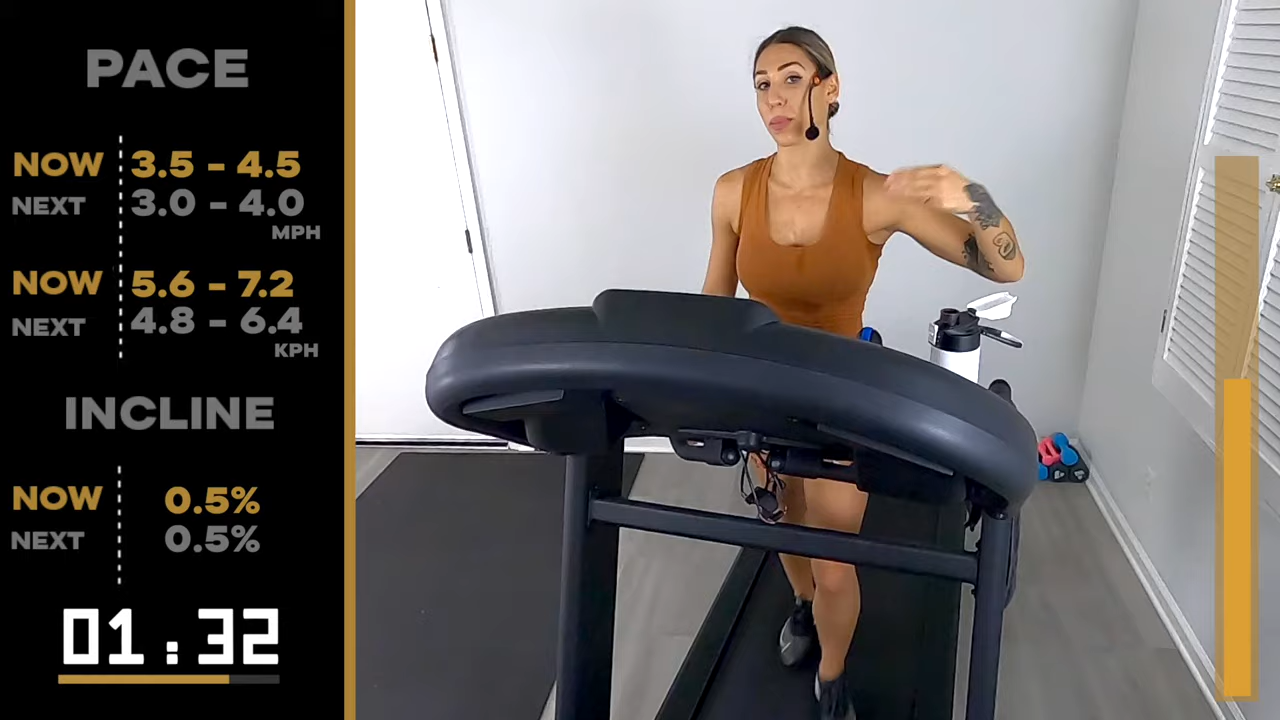 PACE
NOW 3.5 - 4.5
NEXT 3.0 - 4.0
MPH
NOW 5.6 - 7.2
NEXT 4.8 - 6.4
KPH
INCLINE
NOW 0.5%
NEXT 0.5%
01:32